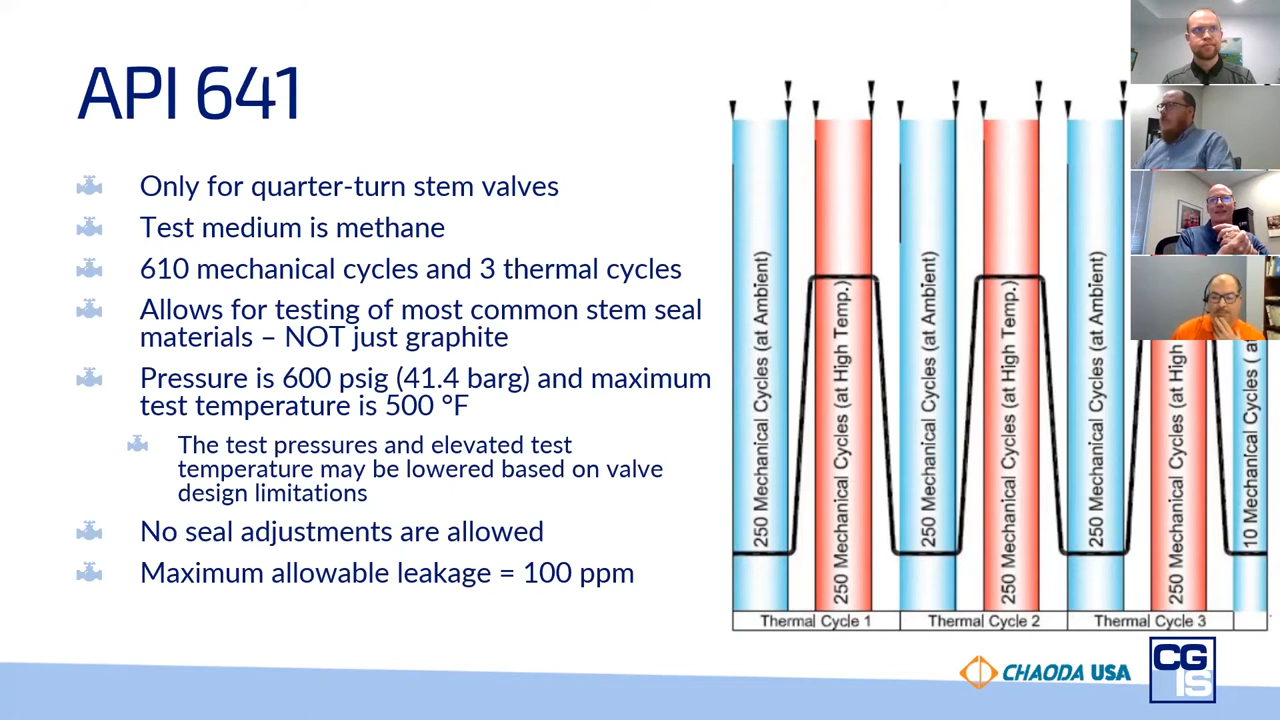 API 641
Only for quarter-turn stem valves
Test medium is methane
610 mechanical cycles and 3 thermal cycles
Allows for testing of most common stem seal
materials – NOT just graphite
Pressure is 600 psig (41.4 barg) and maximum
test temperature is 500 °F
The test pressures and elevated test
temperature may be lowered based on valve
design limitations
No seal adjustments are allowed
Maximum allowable leakage = 100 ppm
250 Mechanical Cycles (at Ambient)
250 Mechanical Cycles (at High Temp.)
250 Mechanical Cycles (at Ambient)
250 Mechanical Cycles (at High Temp.)
250 Mechanical Cycles (at Ambient)
250 Mechanical Cycles (at High
10 Mechanical Cycles (
Thermal Cycle 1
Thermal Cycle 2
Thermal Cycle 3
CHAODA USA
CG
IS